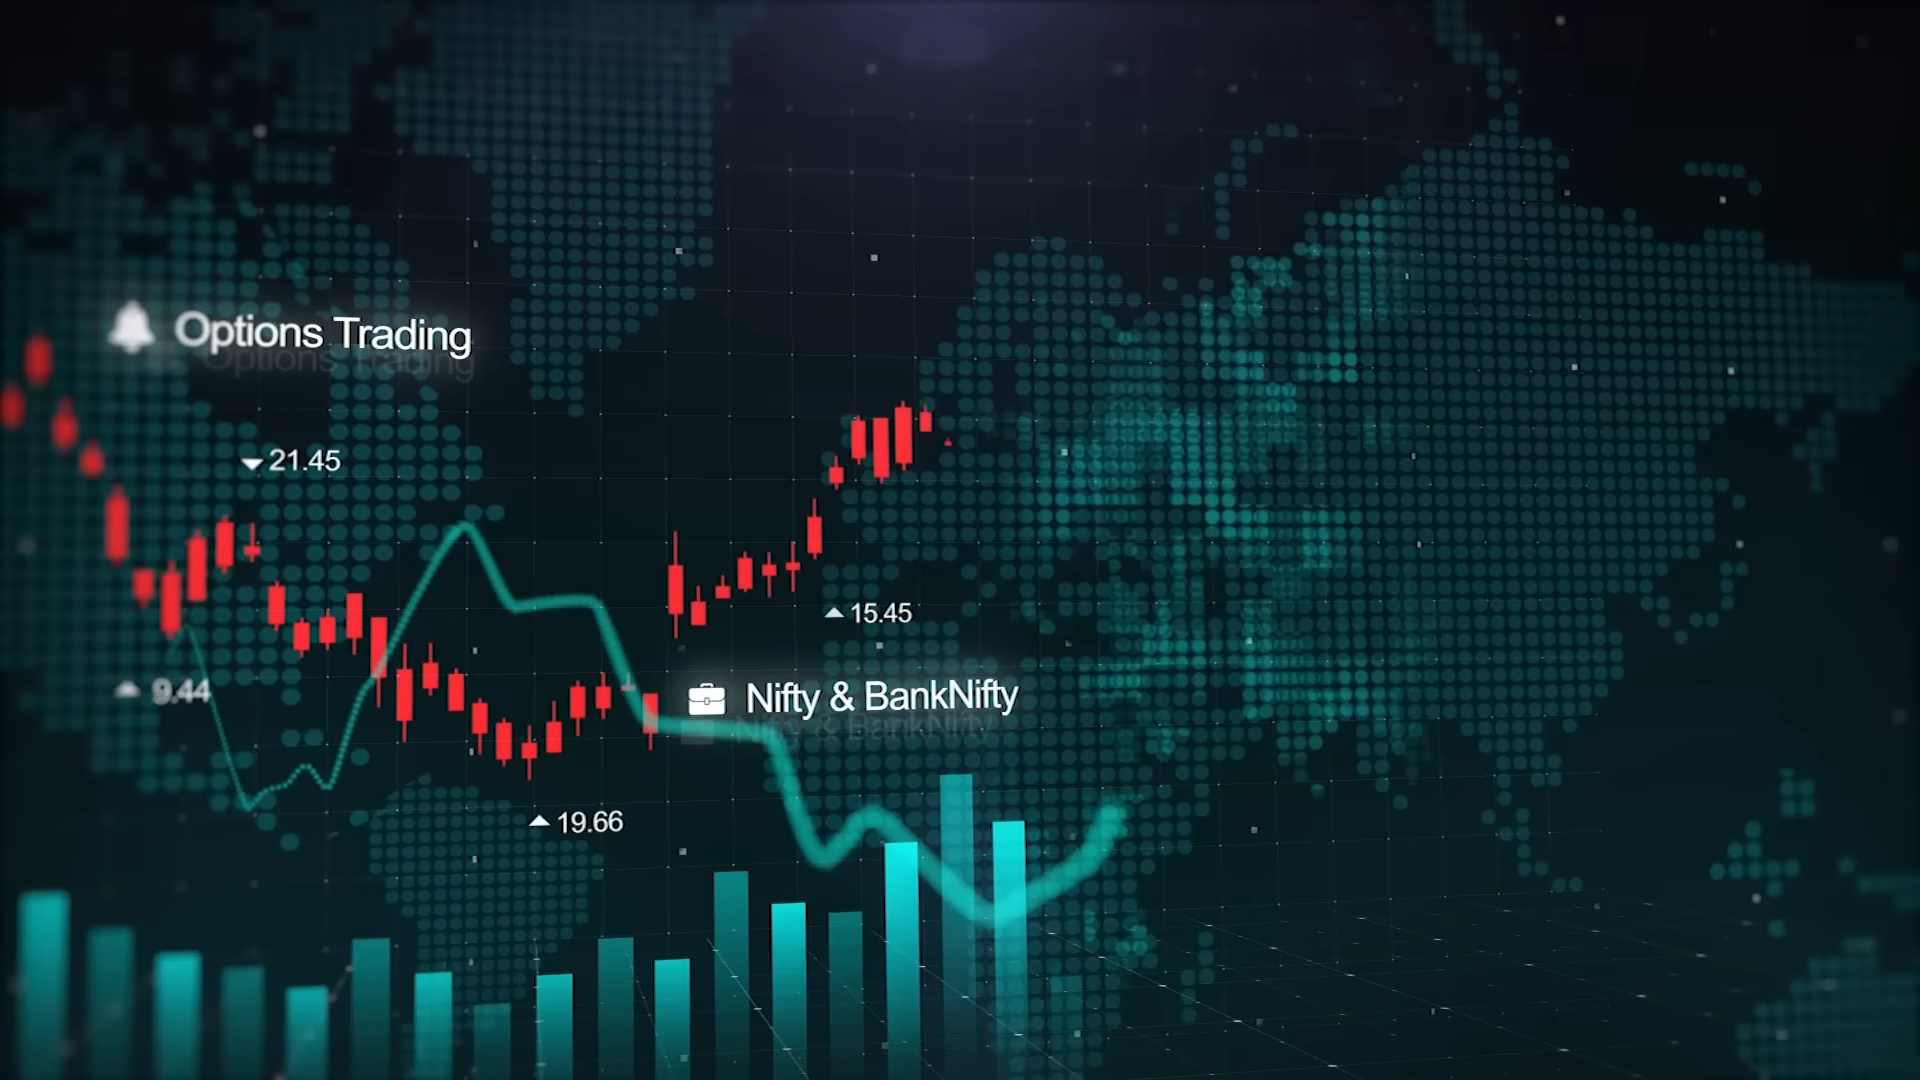 Options Trading
▼ 21.45
▲ 15.45
▲ 9.44
Nifty & BankNifty
▲ 19.66